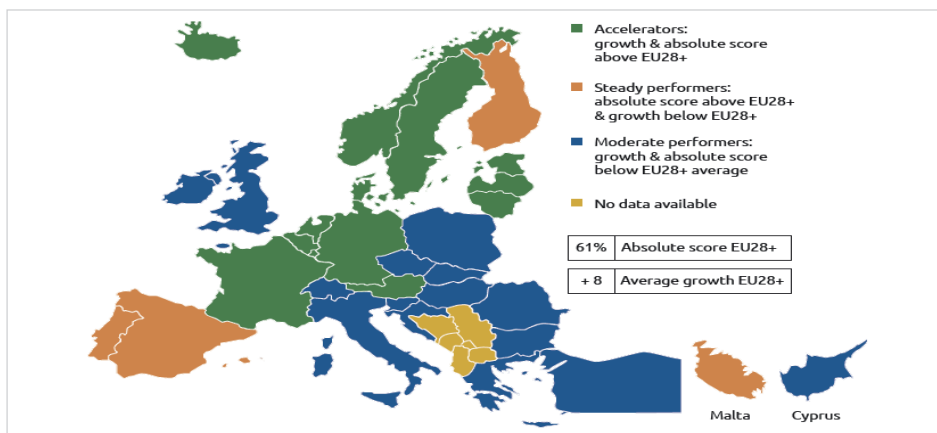 Accelerators:
growth & absolute score
above EU28+
Steady performers:
absolute score above EU28+
& growth below EU28+
Moderate performers:
growth & absolute score
below EU28+ average
No data available
61% Absolute score EU28+
+ 8 Average growth EU28+
Malta Cyprus